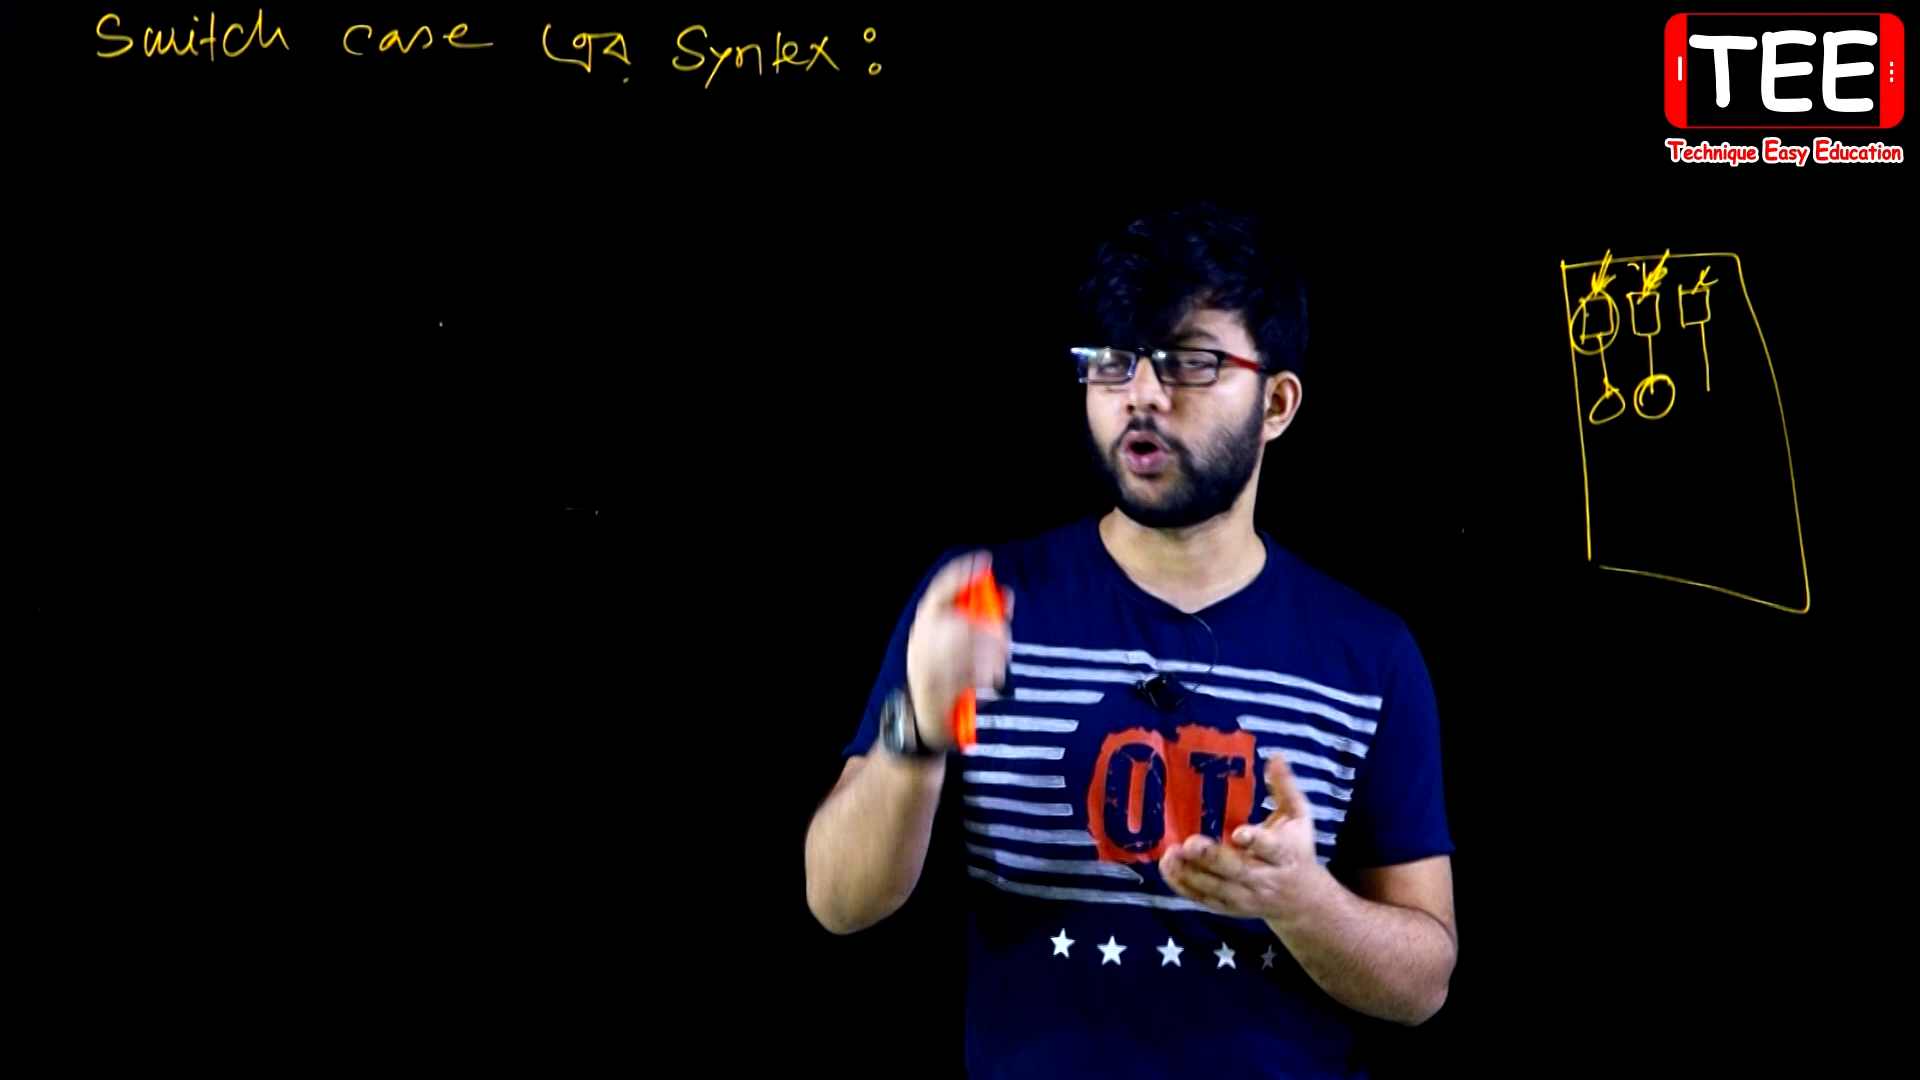 Switch case এর Syntex :
TEE
Technique Easy Education
OT